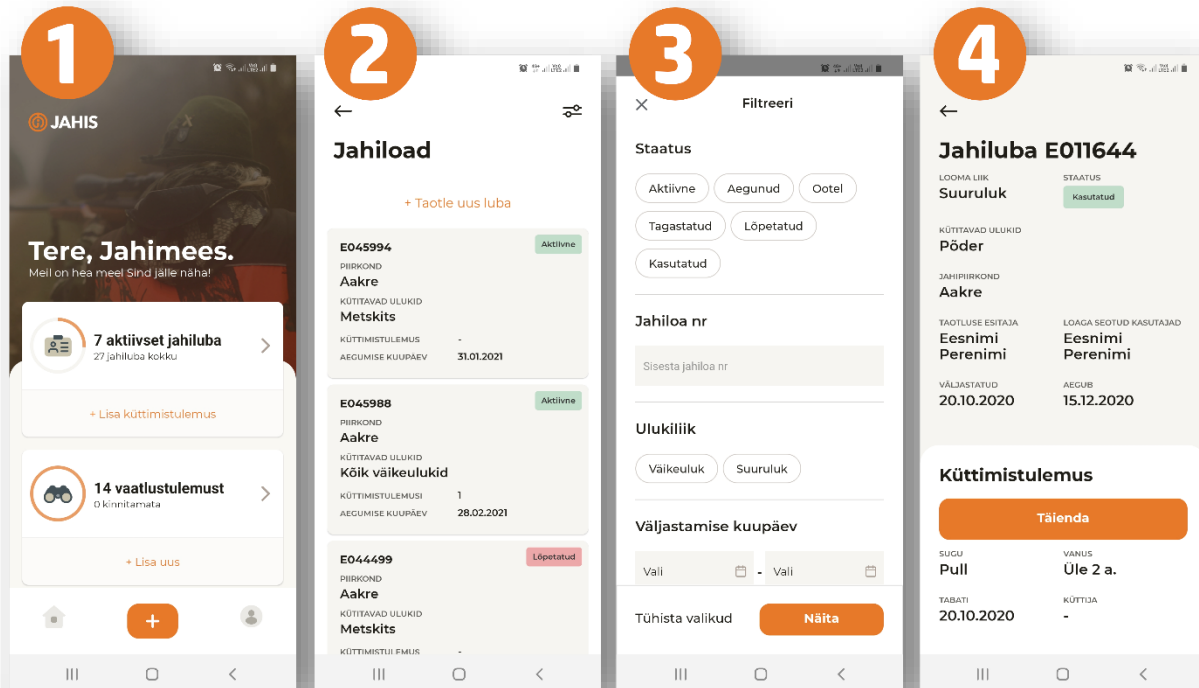 1
JAHIS
Tere, Jahimees.
Meil on hea meel Sind jälle näha!
7 aktiivset jahiluba
27 jahiluba kokku
+ Lisa küttimistulemus
14 vaatlustulemust
0 kinnitamata
+ Lisa uus
+
2
Jahiload
+ Taotle uus luba
E045994 Aktiivne
PIIRKOND
Aakre
KÜTITAVAD ULUKID
Metskits
KÜTTIMISTULEMUS -
AEGUMISE KUUPÄEV 31.01.2021
E045988 Aktiivne
PIIRKOND
Aakre
KÜTITAVAD ULUKID
Kõik väikeulukid
KÜTTIMISTULEMUSI 1
AEGUMISE KUUPÄEV 28.02.2021
E044499 Lõpetatud
PIIRKOND
Aakre
KÜTITAVAD ULUKID
Metskits
KÜTTIMISTULEMUS -
3
Filtreeri
Staatus
Aktiivne Aegunud Ootel
Tagastatud Lõpetatud
Kasutatud
Jahiloa nr
Sisesta jahiloa nr
Ulukiliik
Väikeuluk Suuruluk
Väljastamise kuupäev
Vali - Vali
Tühista valikud Näita
4
Jahiluba E011644
LOOMA LIIK STAATUS
Suuruluk Kasutatud
KÜTITAVAD ULUKID
Põder
JAHIPIIRKOND
Aakre
TAOTLUSE ESITAJA LOAGA SEOTUD KASUTAJAD
Eesnimi Eesnimi
Perenimi Perenimi
VÄLJASTATUD AEGUB
20.10.2020 15.12.2020
Küttimistulemus
Täienda
SUGU VANUS
Pull Üle 2 a.
TABATI KÜTTIJA
20.10.2020 -